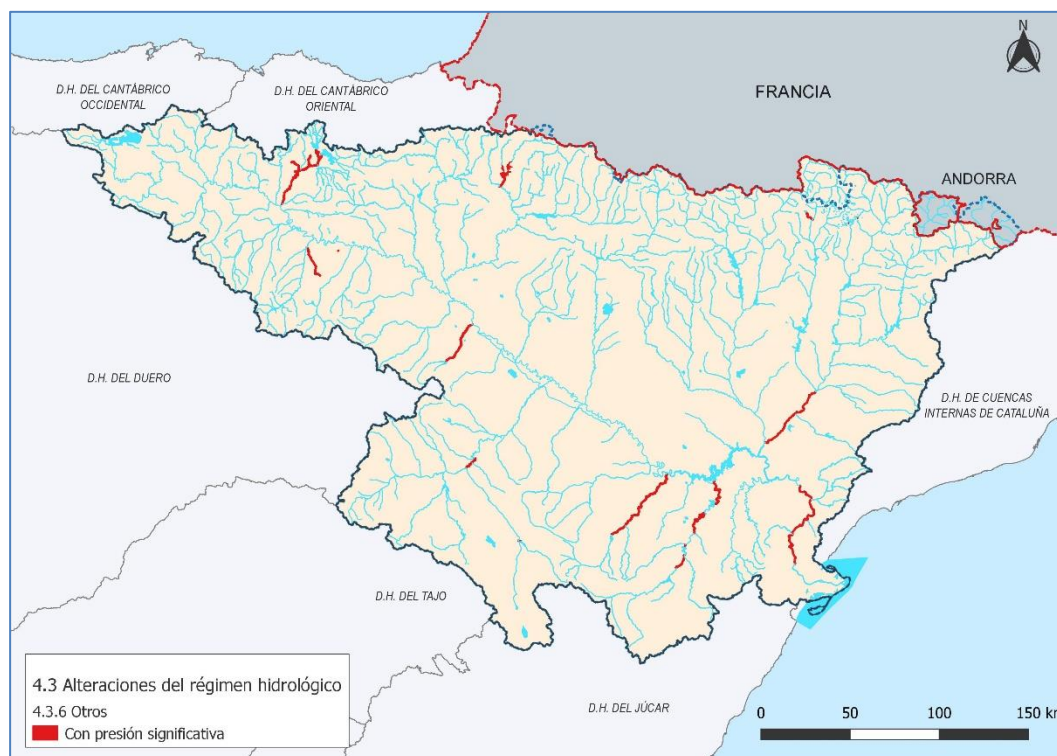 N
D.H. DEL CANTÁBRICO
OCCIDENTAL
D.H. DEL CANTÁBRICO
ORIENTAL
FRANCIA
ANDORRA
D.H. DEL DUERO
D.H. DE CUENCAS
INTERNAS DE CATALUÑA
D.H. DEL TAJO
D.H. DEL JÚCAR
4.3 Alteraciones del régimen hidrológico
4.3.6 Otros
Con presión significativa
0 50 100 150 km